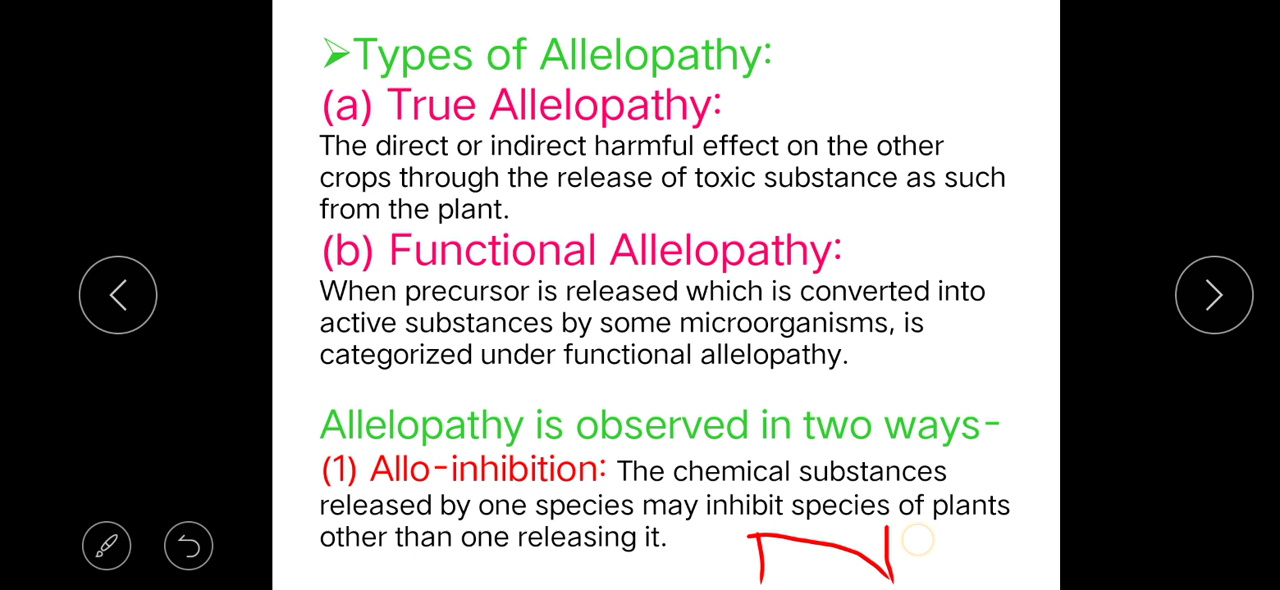 ➢Types of Allelopathy:
(a) True Allelopathy:
The direct or indirect harmful effect on the other
crops through the release of toxic substance as such
from the plant.
(b) Functional Allelopathy:
When precursor is released which is converted into
active substances by some microorganisms, is
categorized under functional allelopathy.
Allelopathy is observed in two ways-
(1) Allo-inhibition: The chemical substances
released by one species may inhibit species of plants
other than one releasing it.